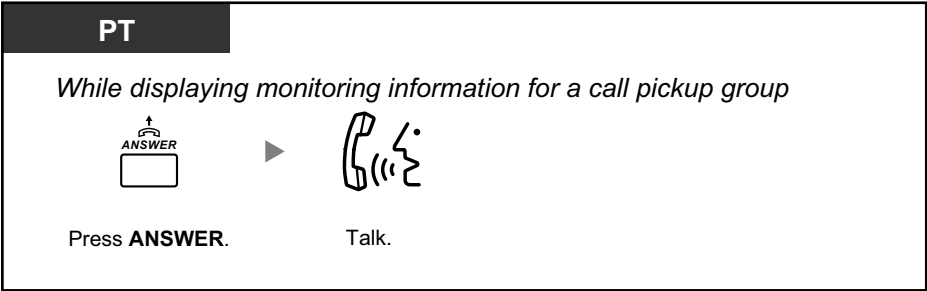 PT
While displaying monitoring information for a call pickup group
ANSWER
Press ANSWER.
Talk.